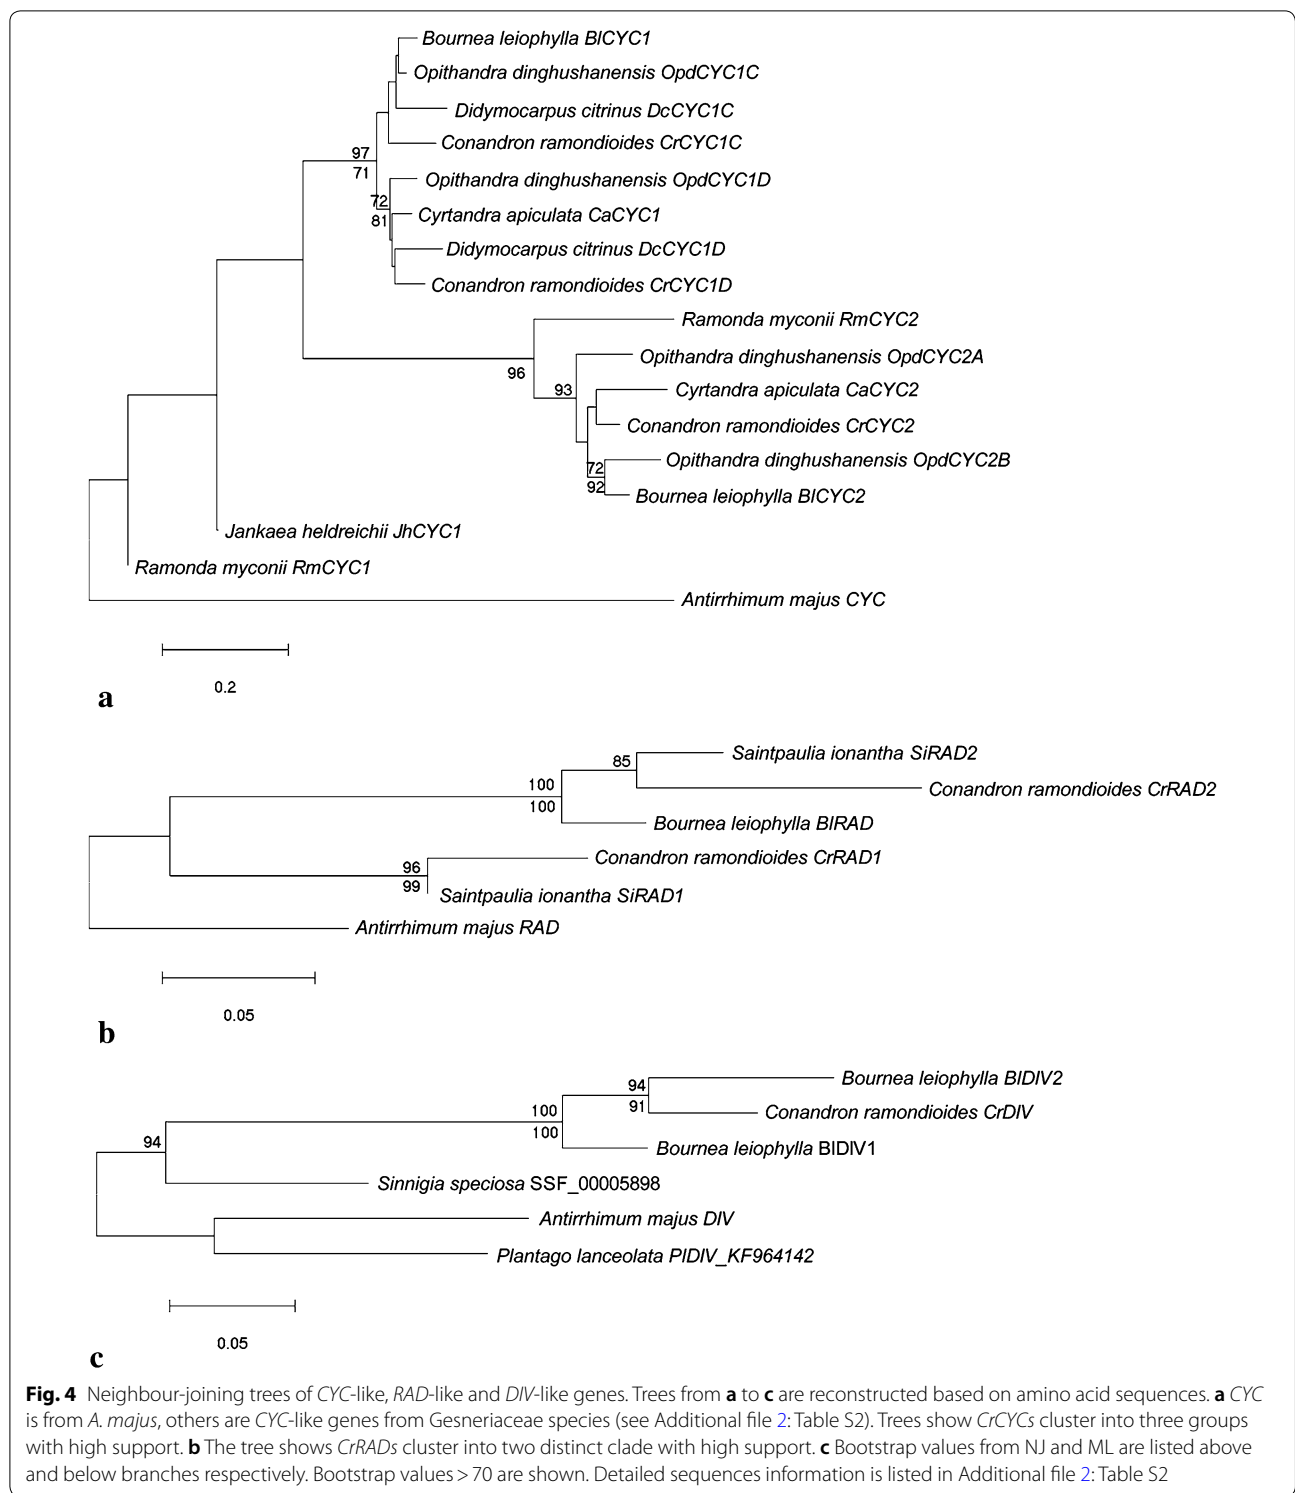 Bournea leiophylla BlCYC1
Opithandra dinghushanensis OpdCYC1C
Didymocarpus citrinus DcCYC1C
Conandron ramondioides CrCYC1C
97
71
Opithandra dinghushanensis OpdCYC1D
72
Cyrtandra apiculata CaCYC1
81
Didymocarpus citrinus DcCYC1D
Conandron ramondioides CrCYC1D
Ramonda myconii RmCYC2
Opithandra dinghushanensis OpdCYC2A
96
93
Cyrtandra apiculata CaCYC2
Conandron ramondioides CrCYC2
Opithandra dinghushanensis OpdCYC2B
72
92
Bournea leiophylla BlCYC2
Jankaea heldreichii JhCYC1
Ramonda myconii RmCYC1
Antirrhimum majus CYC
0.2
a
Saintpaulia ionantha SiRAD2
85
100
Conandron ramondioides CrRAD2
100
Bournea leiophylla BlRAD
Conandron ramondioides CrRAD1
96
99
Saintpaulia ionantha SiRAD1
Antirrhimum majus RAD
0.05
b
Bournea leiophylla BlDIV2
94
91
Conandron ramondioides CrDIV
100
100
Bournea leiophylla BlDIV1
94
Sinnigia speciosa SSF_00005898
Antirrhimum majus DIV
Plantago lanceolata PlDIV_KF964142
0.05
c
Fig. 4 Neighbour-joining trees of CYC-like, RAD-like and DIV-like genes. Trees from a to c are reconstructed based on amino acid sequences. a CYC
is from A. majus, others are CYC-like genes from Gesneriaceae species (see Additional file 2: Table S2). Trees show CrCYCs cluster into three groups
with high support. b The tree shows CrRADs cluster into two distinct clade with high support. c Bootstrap values from NJ and ML are listed above
and below branches respectively. Bootstrap values > 70 are shown. Detailed sequences information is listed in Additional file 2: Table S2